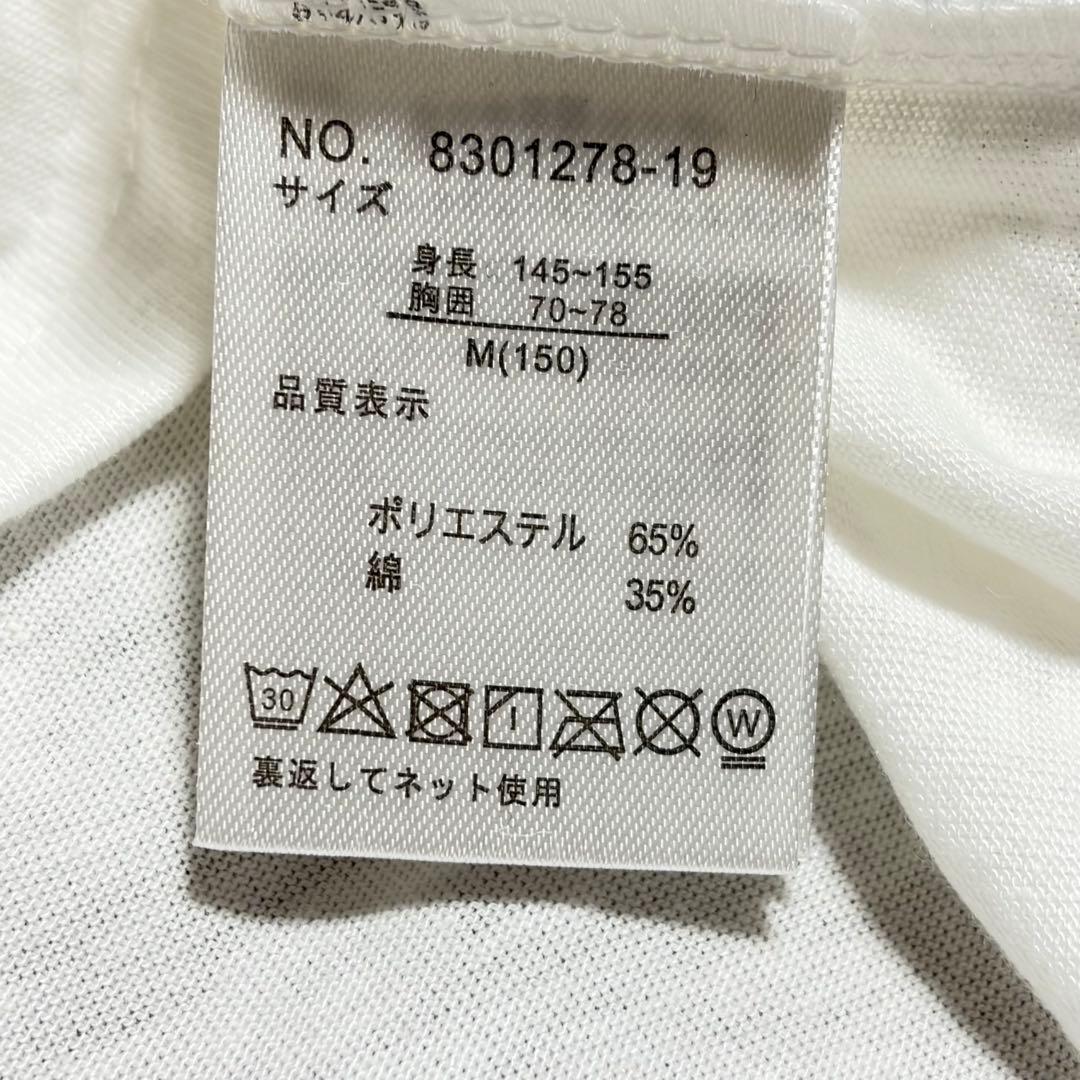 NO. 8301278-19
サイズ
身長 145~155
胸囲 70~78
M(150)
品質表示
ポリエステル 65%
綿 35%
30
W
裏返してネット使用